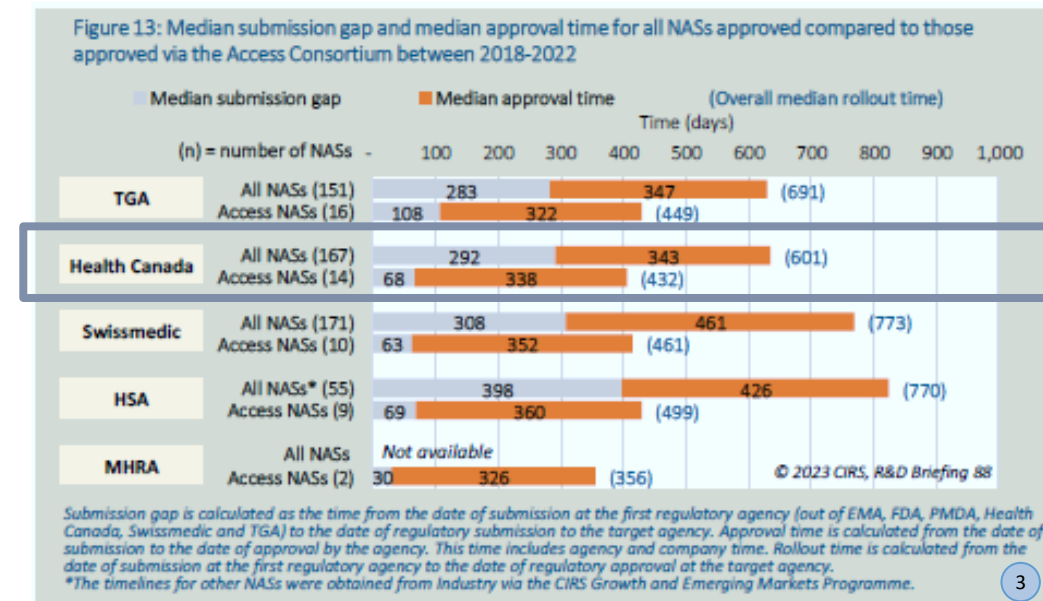 Figure 13: Median submission gap and median approval time for all NASs approved compared to those
approved via the Access Consortium between 2018-2022
Median submission gap Median approval time (Overall median rollout time)
Time (days)
(n) = number of NASs - 100 200 300 400 500 600 700 800 900 1,000
TGA
All NASs (151) 283 347 (691)
Access NASs (16) 108 322 (449)
Health Canada
All NASs (167) 292 343 (601)
Access NASs (14) 68 338 (432)
Swissmedic
All NASs (171) 308 461 (773)
Access NASs (10) 63 352 (461)
HSA
All NASs* (55) 398 426 (770)
Access NASs (9) 69 360 (499)
MHRA
All NASs Not available
Access NASs (2) 30 326 (356) © 2023 CIRS, R&D Briefing 88
Submission gap is calculated as the time from the date of submission at the first regulatory agency (out of EMA, FDA, PMDA, Health
Canada, Swissmedic and TGA) to the date of regulatory submission to the target agency. Approval time is calculated from the date of
submission to the date of approval by the agency. This time includes agency and company time. Rollout time is calculated from the
date of submission at the first regulatory agency to the date of regulatory approval at the target agency.
*The timelines for other NASs were obtained from Industry via the CIRS Growth and Emerging Markets Programme.
3